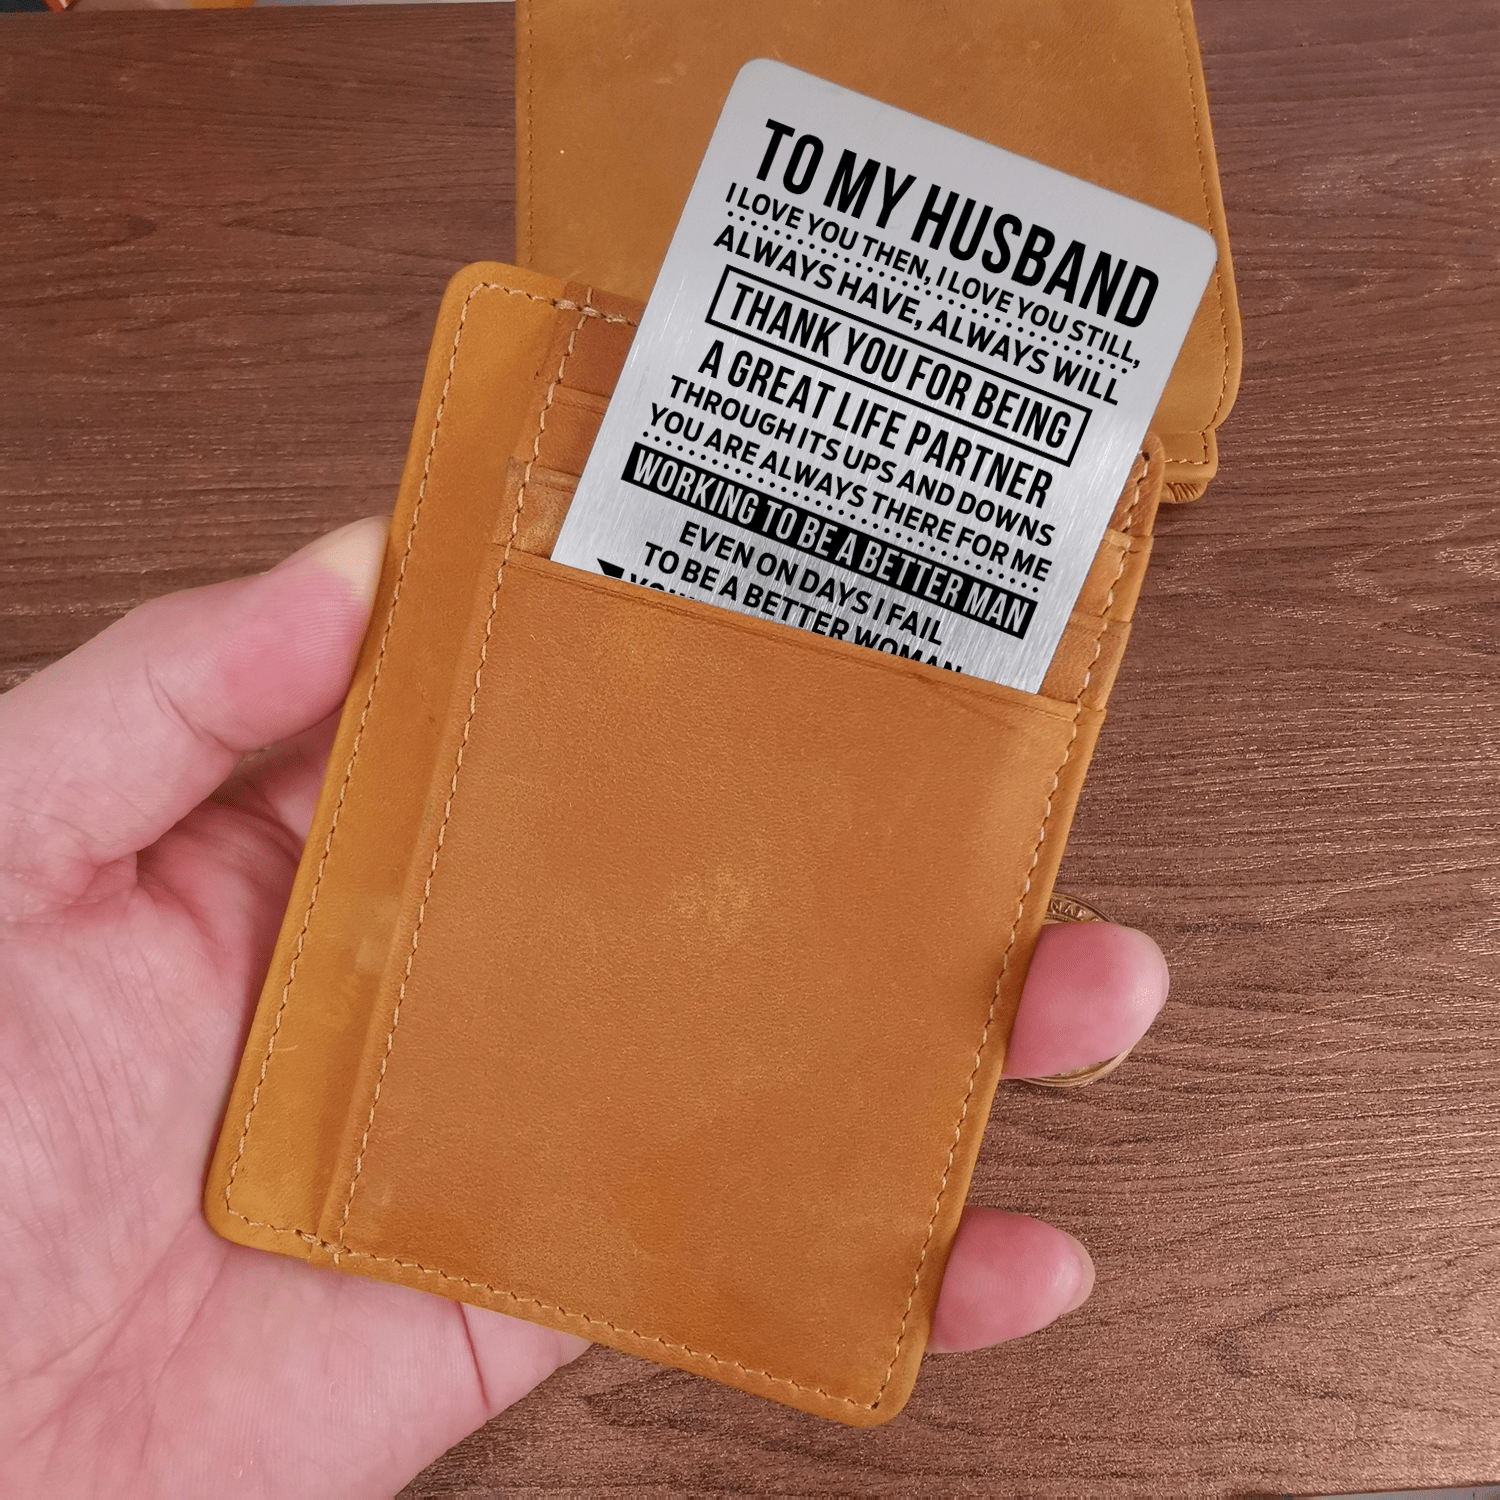 TO MY HUSBAND
I LOVE YOU THEN, I LOVE YOU STILL,
ALWAYS HAVE, ALWAYS WILL
THANK YOU FOR BEING
A GREAT LIFE PARTNER
THROUGH ITS UPS AND DOWNS
YOU ARE ALWAYS THERE FOR ME
WORKING TO BE A BETTER MAN
EVEN ON DAYS I FAIL
TO BE A BETTER WOMAN